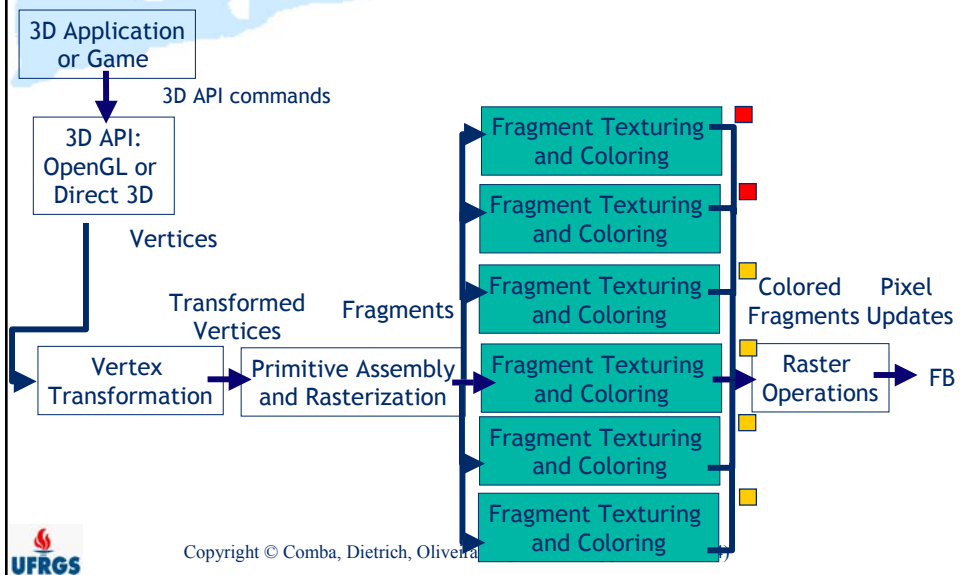 3D Application
or Game
3D API commands
3D API:
OpenGL or
Direct 3D
Vertices
Transformed
Vertices
Fragments
Vertex
Transformation
Primitive Assembly
and Rasterization
Fragment Texturing
and Coloring
Fragment Texturing
and Coloring
Fragment Texturing
and Coloring
Fragment Texturing
and Coloring
Fragment Texturing
and Coloring
Fragment Texturing
and Coloring
Colored
Fragments
Pixel
Updates
Raster
Operations
FB
UFRGS
Copyright © Comba, Dietrich, Oliveira